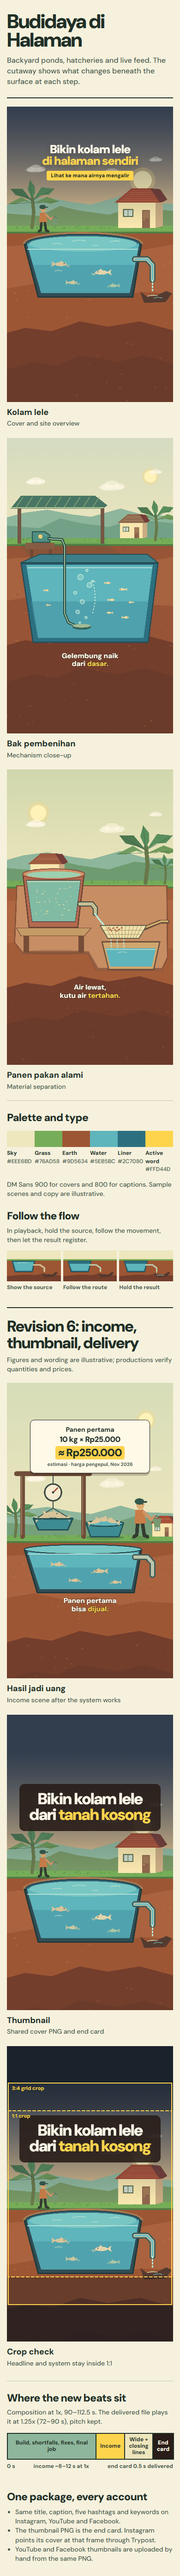 Budidaya di
Halaman
Backyard ponds, hatcheries and live feed. The
cutaway shows what changes beneath the
surface at each step.
Bikin kolam lele
di halaman sendiri
Lihat ke mana airnya mengalir
Kolam lele
Cover and site overview
Gelembung naik
dari dasar.
Bak pembenihan
Mechanism close-up
Air lewat,
kutu air tertahan.
Panen pakan alami
Material separation
Palette and type
Sky
#EEE6BD
Grass
#76AD58
Earth
#9D5634
Water
#5EB5BC
Liner
#2C7080
Active
word
#FFD44D
DM Sans 900 for covers and 800 for captions. Sample
scenes and copy are illustrative.
Follow the flow
In playback, hold the source, follow the movement,
then let the result register.
Show the source
Follow the route
Hold the result
Revision 6: income,
thumbnail, delivery
Figures and wording are illustrative; productions verify
quantities and prices.
Panen pertama
10 kg × Rp25.000
≈ Rp250.000
estimasi · harga pengepul, Nov 2026
Panen pertama
bisa dijual.
Hasil jadi uang
Income scene after the system works
Bikin kolam lele
dari tanah kosong
Thumbnail
Shared cover PNG and end card
3:4 grid crop
1:1 crop
Bikin kolam lele
dari tanah kosong
Crop check
Headline and system stay inside 1:1
Where the new beats sit
Composition at 1x, 90–112.5 s. The delivered file plays
it at 1.25x (72–90 s), pitch kept.
Build, shortfalls, fixes, final
job
Income
Wide +
closing
lines
End
card
0 s
Income ~8–12 s at 1x
end card 0.5 s delivered
One package, every account
• Same title, caption, five hashtags and keywords on
Instagram, YouTube and Facebook.
• The thumbnail PNG is the end card. Instagram
points its cover at that frame through Trypost.
• YouTube and Facebook thumbnails are uploaded by
hand from the same PNG.